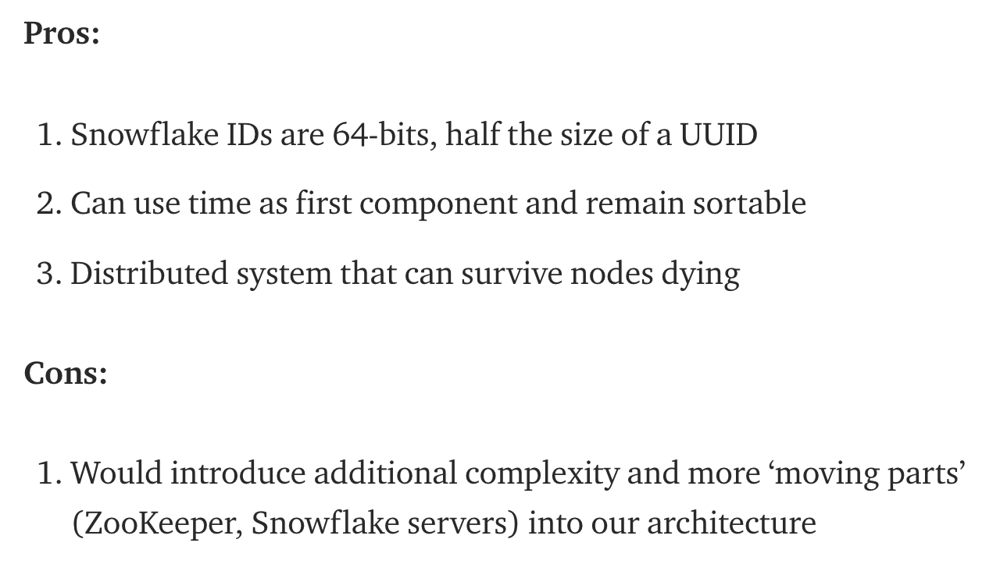 Pros:
1. Snowflake IDs are 64-bits, half the size of a UUID
2. Can use time as first component and remain sortable
3. Distributed system that can survive nodes dying
Cons:
1. Would introduce additional complexity and more ‘moving parts’
(ZooKeeper, Snowflake servers) into our architecture